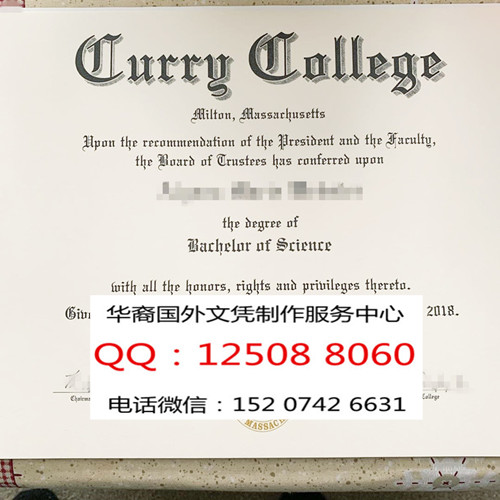 Curry College
Milton, Massachusetts
Upon the recommendation of the President and the Faculty,
the Board of Trustees has conferred upon
the degree of
Bachelor of Science
with all the honors, rights and privileges thereto.
2018.
华裔国外文凭制作服务中心
QQ：12508 8060
电话微信：152 0742 6631
College